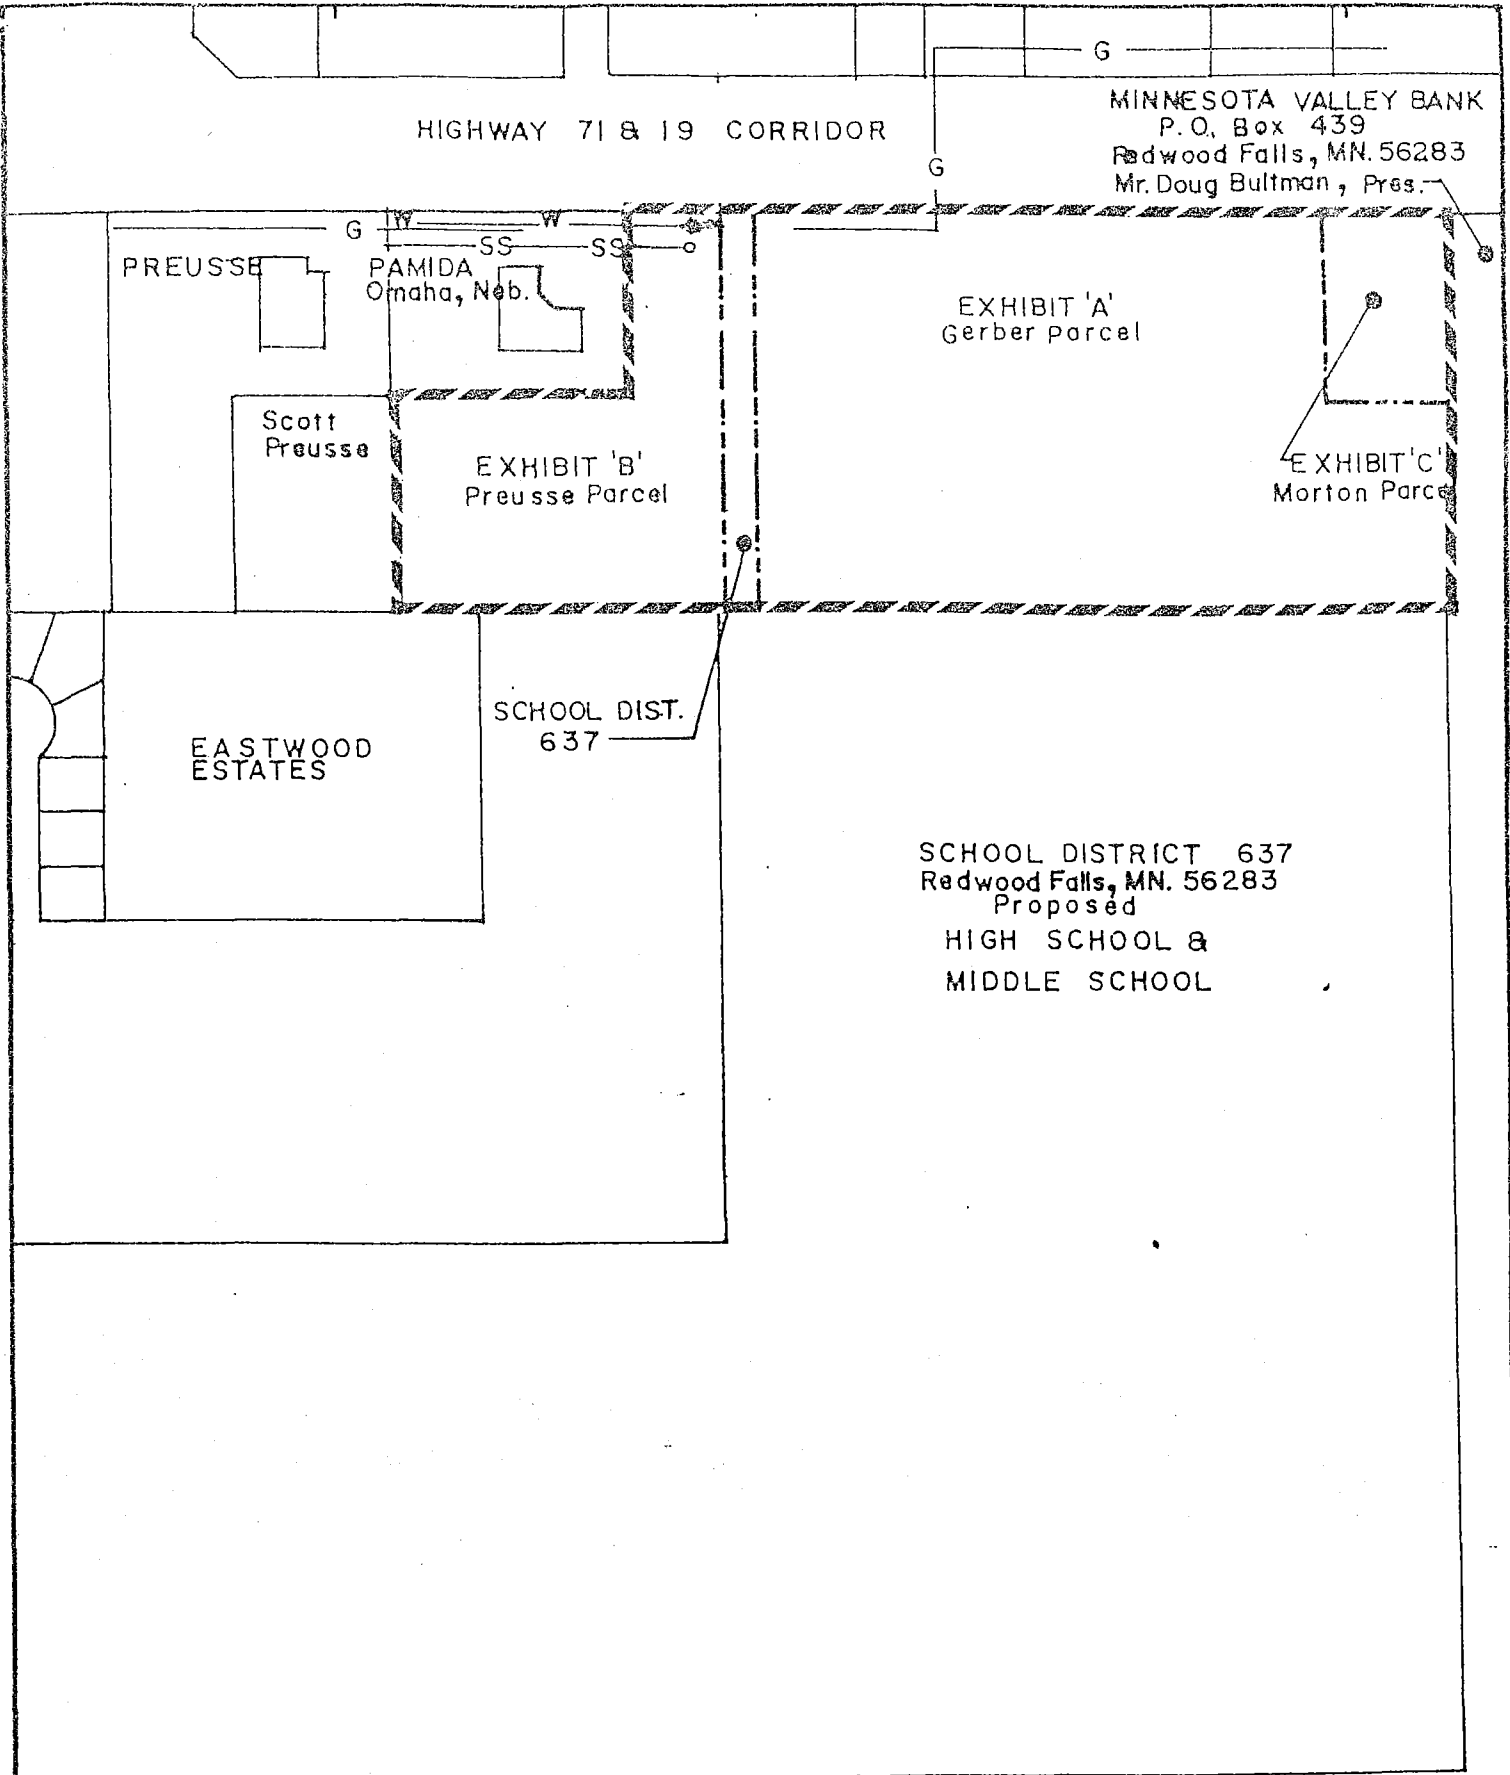 G
HIGHWAY 71 & 19 CORRIDOR
MINNESOTA VALLEY BANK
P.O. Box 439
Redwood Falls, MN. 56283
Mr. Doug Bultman, Pres.
G
W W
G
SS SS
PREUSSE
PAMIDA
Omaha, Neb.
EXHIBIT 'A'
Gerber Parcel
Scott
Preusse
EXHIBIT 'B'
Preusse Parcel
EXHIBIT 'C'
Morton Parce
SCHOOL DIST.
637
EASTWOOD
ESTATES
SCHOOL DISTRICT 637
Redwood Falls, MN. 56283
Proposed
HIGH SCHOOL &
MIDDLE SCHOOL